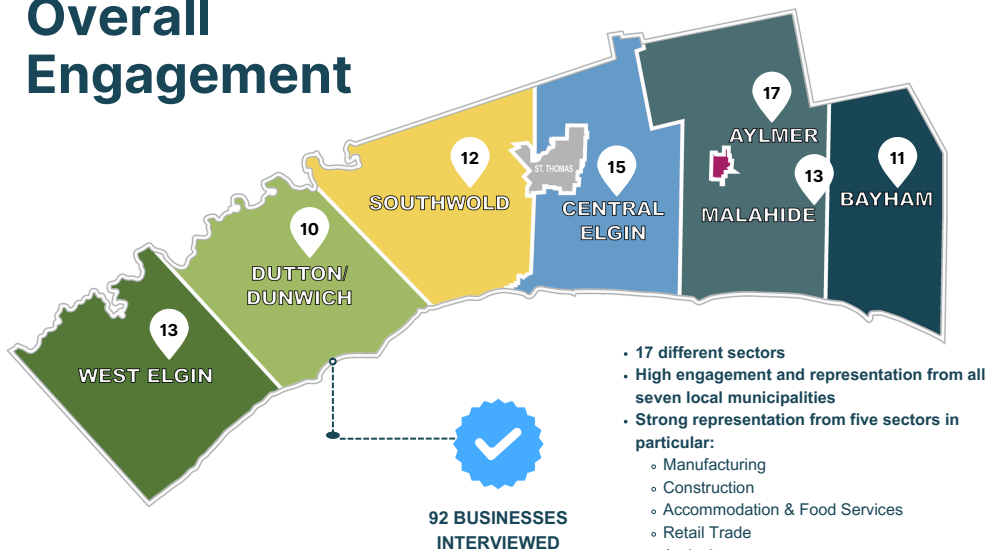 Overall
Engagement
17
AYLMER
12
SOUTHWOLD
ST. THOMAS
15
CENTRAL
ELGIN
13
MALAHIDE
11
BAYHAM
10
DUTTON/
DUNWICH
13
WEST ELGIN
92 BUSINESSES
INTERVIEWED
• 17 different sectors
• High engagement and representation from all
seven local municipalities
• Strong representation from five sectors in
particular:
◦ Manufacturing
◦ Construction
◦ Accommodation & Food Services
◦ Retail Trade